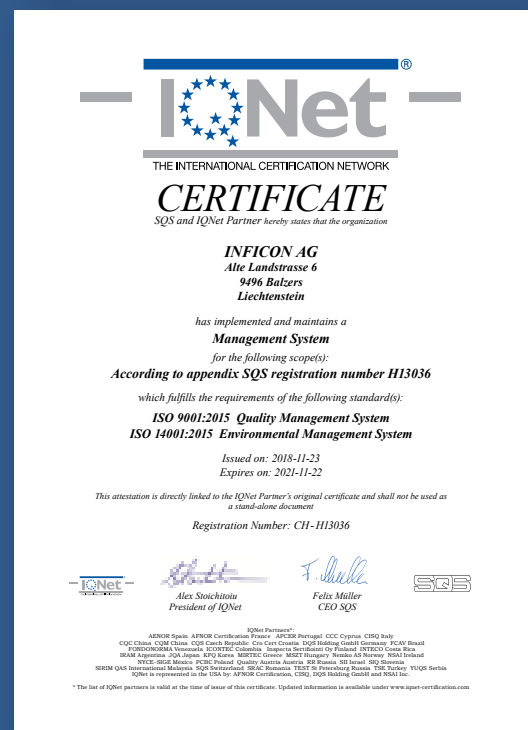 IQNet ®
THE INTERNATIONAL CERTIFICATION NETWORK
CERTIFICATE
SQS and IQNet Partner hereby states that the organization
INFICON AG
Alte Landstrasse 6
9496 Balzers
Liechtenstein
has implemented and maintains a
Management System
for the following scope(s):
According to appendix SQS registration number H13036
which fulfills the requirements of the following standard(s):
ISO 9001:2015 Quality Management System
ISO 14001:2015 Environmental Management System
Issued on: 2018-11-23
Expires on: 2021-11-22
This attestation is directly linked to the IQNet Partner's original certificate and shall not be used as
a stand-alone document
Registration Number: CH-H13036
IQNet
F. Müller
SQS
Alex Stoichitoiu Felix Müller
President of IQNet CEO SQS
IQNet Partners*:
AENOR Spain AFNOR Certification France APCER Portugal CCC Cyprus CISQ Italy
CQC China CQM China CQS Czech Republic Cro Cert Croatia DQS Holding GmbH Germany FCAV Brazil
FONDONORMA Venezuela ICONTEC Colombia Inspecta Sertifiointi Oy Finland INTECO Costa Rica
IRAM Argentina JQA Japan KFQ Korea MIRTEC Greece MSZT Hungary Nemko AS Norway NSAI Ireland
NYCE-SIGE México PCBC Poland Quality Austria Austria RR Russia SII Israel SIQ Slovenia
SIRIM QAS International Malaysia SQS Switzerland SRAC Romania TEST St Petersburg Russia TSE Turkey YUQS Serbia
IQNet is represented in the USA by: AFNOR Certification, CISQ, DQS Holding GmbH and NSAI Inc.
* The list of IQNet partners is valid at the time of issue of this certificate. Updated information is available under www.iqnet-certification.com